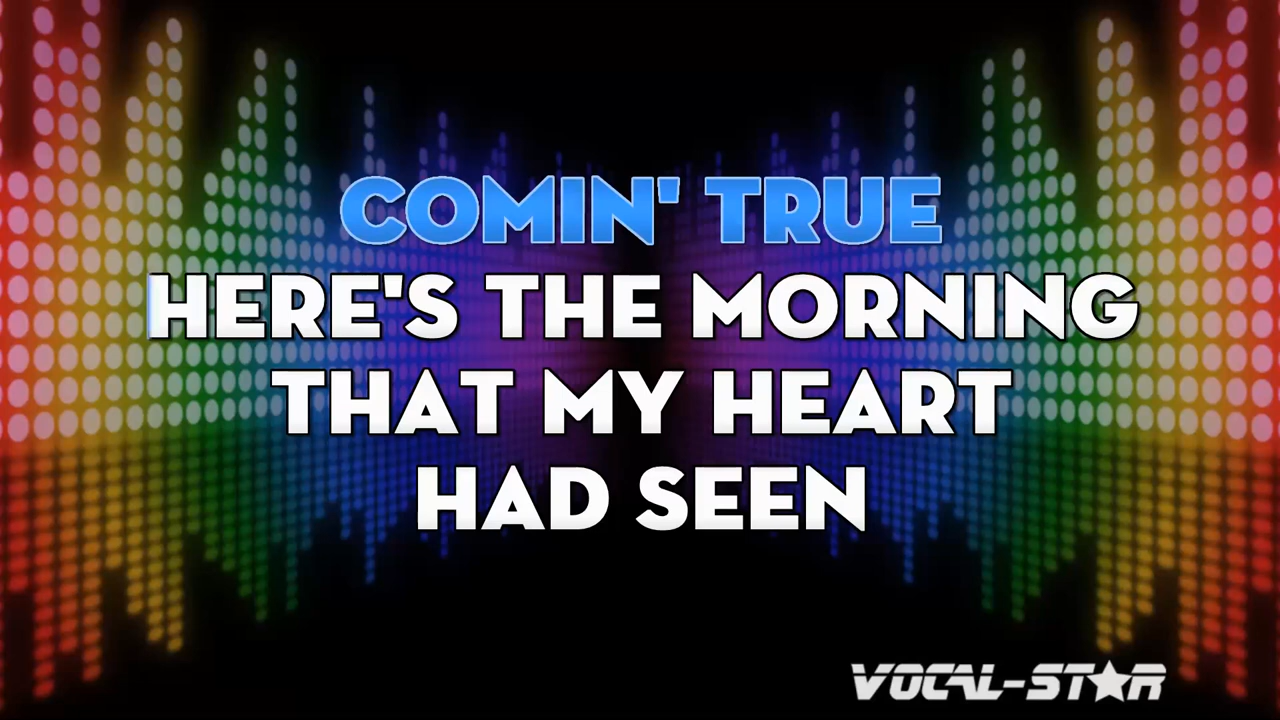 COMIN' TRUE
HERE'S THE MORNING
THAT MY HEART
HAD SEEN
VOCAL-STAR